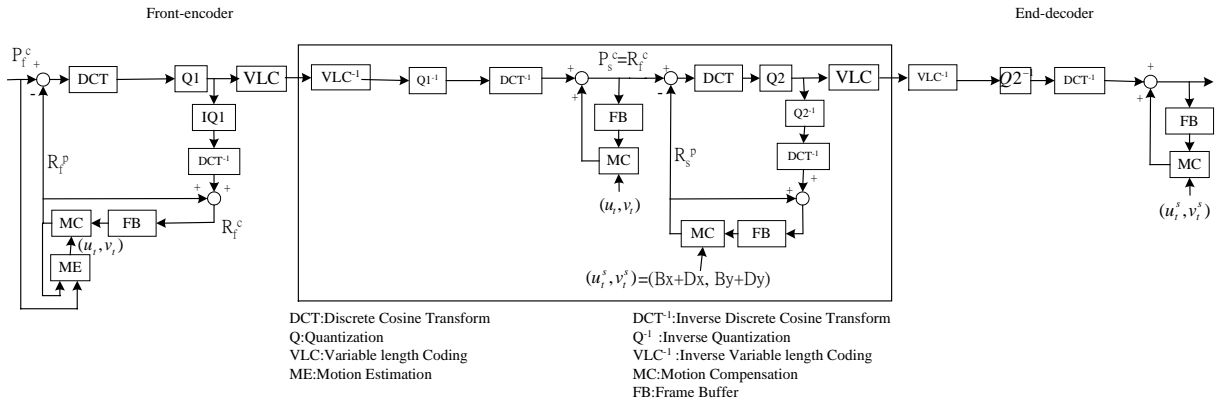 Front-encoder
End-decoder
P_f^c
+
DCT
Q1
VLC
VLC⁻¹
Q1⁻¹
DCT⁻¹
+
P_s^c=R_f^c
+
DCT
Q2
VLC
VLC⁻¹
Q2⁻¹
DCT⁻¹
+
-
+
-
+
IQ1
FB
Q2⁻¹
FB
DCT⁻¹
MC
DCT⁻¹
MC
R_f^p
R_s^p
+
+
(u_t,v_t)
+
+
(u_t^s,v_t^s)
MC
FB
R_f^c
MC
FB
(u_t,v_t)
ME
(u_t^s,v_t^s)=(Bx+Dx, By+Dy)
DCT:Discrete Cosine Transform
Q:Quantization
VLC:Variable length Coding
ME:Motion Estimation
DCT⁻¹:Inverse Discrete Cosine Transform
Q⁻¹ :Inverse Quantization
VLC⁻¹ :Inverse Variable length Coding
MC:Motion Compensation
FB:Frame Buffer